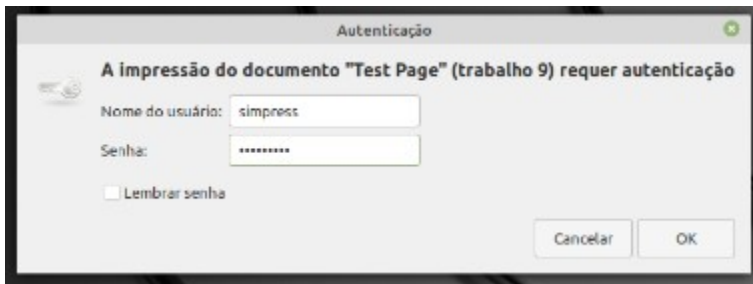 Autenticação
A impressão do documento "Test Page" (trabalho 9) requer autenticação
Nome do usuário: simpress
Senha: •••••••••
Lembrar senha
Cancelar OK